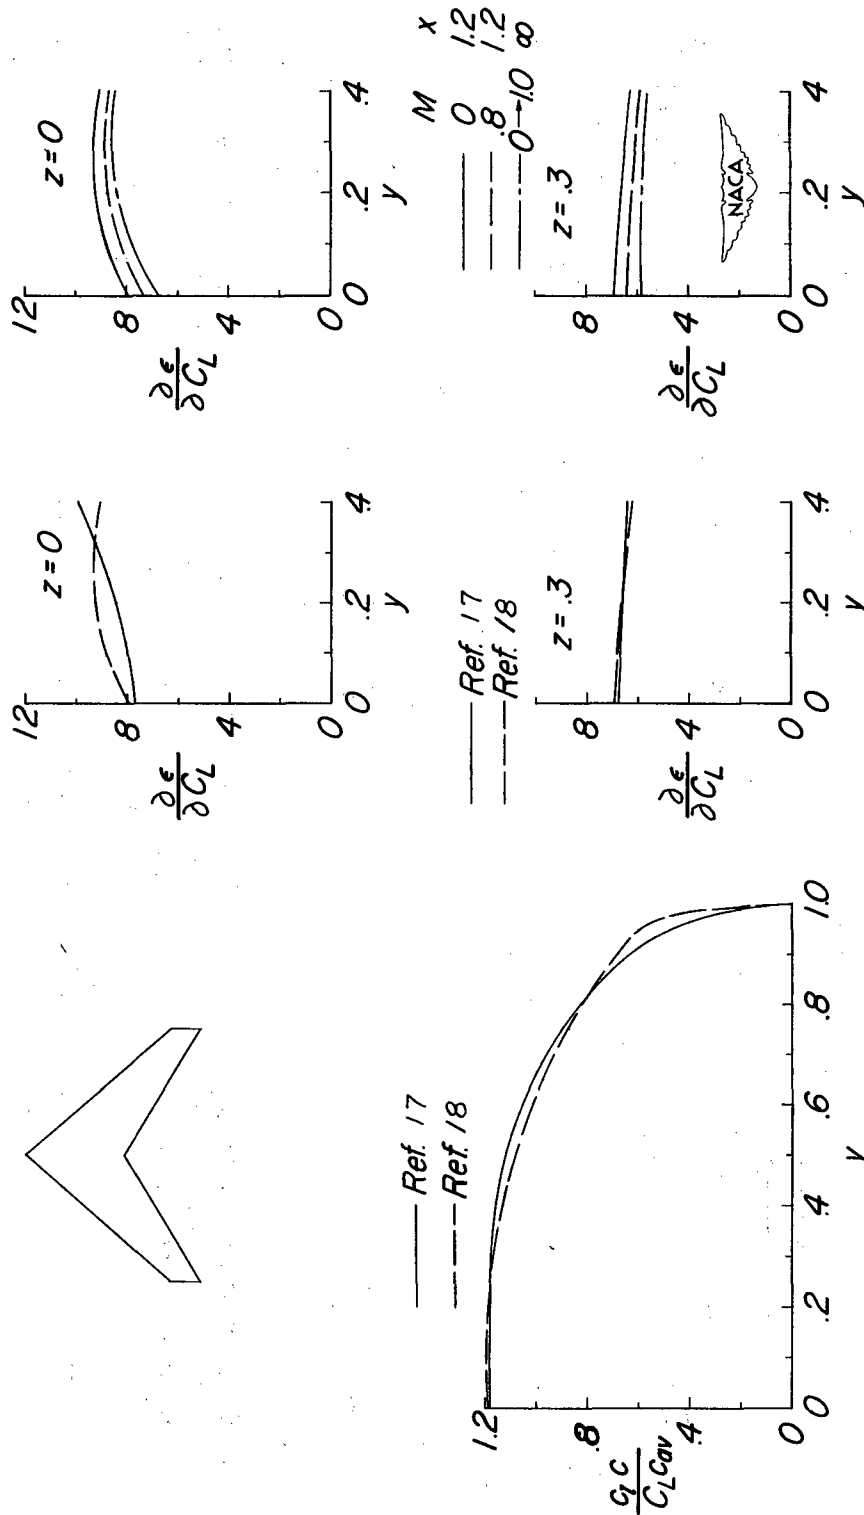 Ref. 17
Ref. 18
c_l c
C_L c_av
1.2
.8
.4
0
0
.2
.4
.6
.8
1.0
y
z=0
∂ϵ
∂C_L
12
8
4
0
0
.2
.4
y
Ref. 17
Ref. 18
z=.3
∂ϵ
∂C_L
8
4
0
0
.2
.4
y
z=0
∂ϵ
∂C_L
12
8
4
0
0
.2
.4
y
M x
0 1.2
.8 1.2
0→1.0 ∞
z=.3
∂ϵ
∂C_L
8
4
0
0
.2
.4
y
NACA